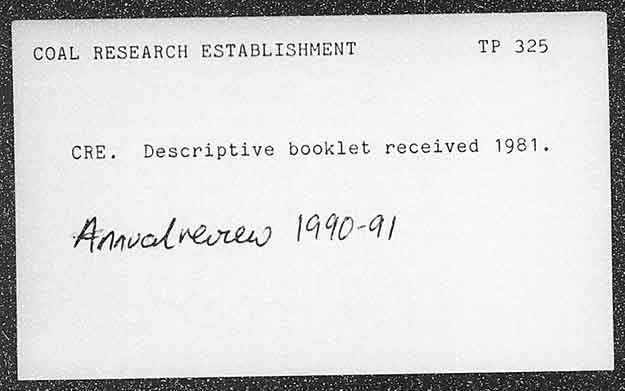 COAL RESEARCH ESTABLISHMENT TP 325
CRE. Descriptive booklet received 1981.
Annual review 1990-91